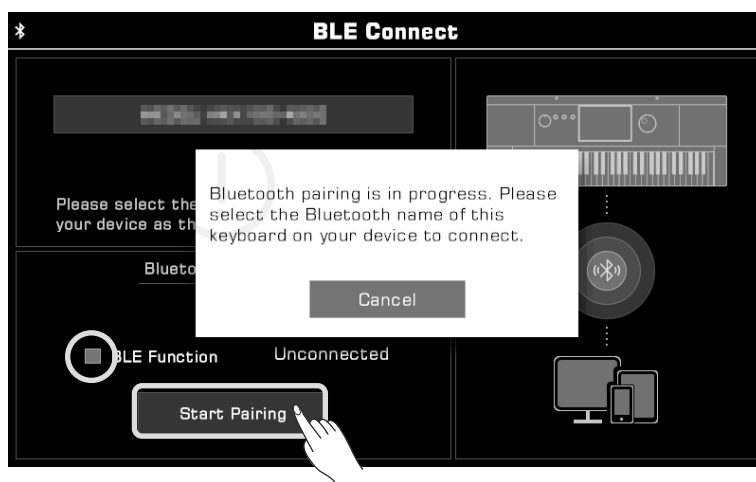 BLE Connect
Please select the
your device as th
Bluetooth pairing is in progress. Please
select the Bluetooth name of this
keyboard on your device to connect.
Cancel
Blueto
BLE Function
Unconnected
Start Pairing